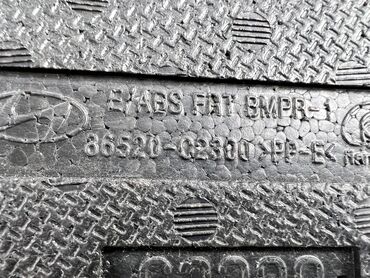 E/ABS FRT BMPR-1
86520-C2300 >PP-E<